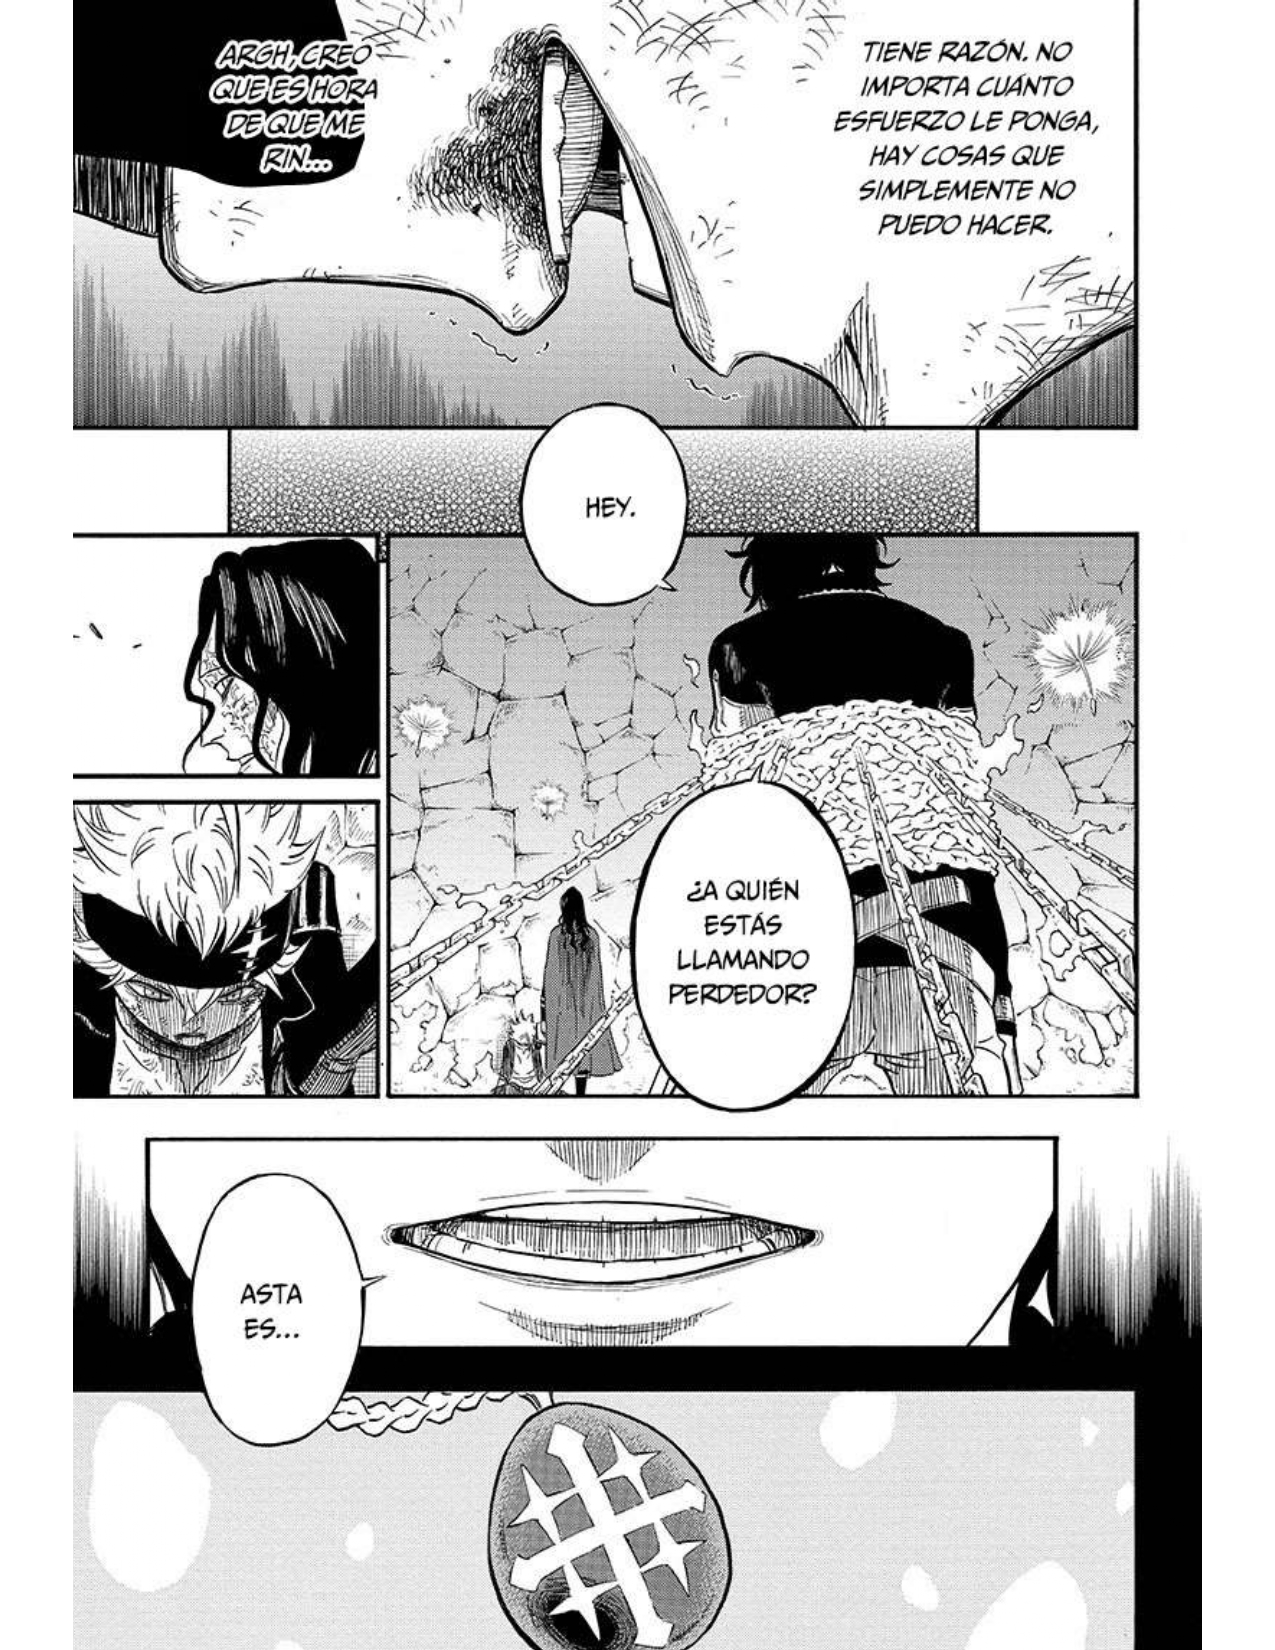 TIENE RAZÓN. NO
IMPORTA CUÁNTO
ESFUERZO LE PONGA,
HAY COSAS QUE
SIMPLEMENTE NO
PUEDO HACER.
ARGH, CREO
QUE ES HORA
DE QUE ME
RIN...
HEY.
¿A QUIÉN
ESTÁS
LLAMANDO
PERDEDOR?
ASTA
ES...